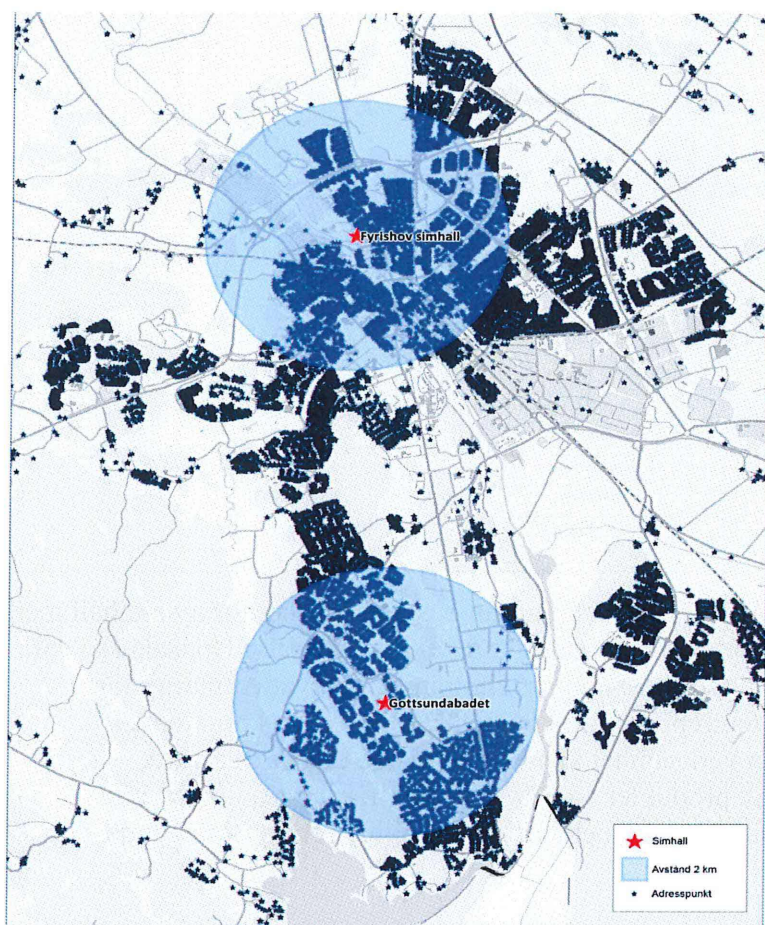 Fyrishov simhall
Gottsundabadet
Simhall
Avstånd 2 km
Adresspunkt